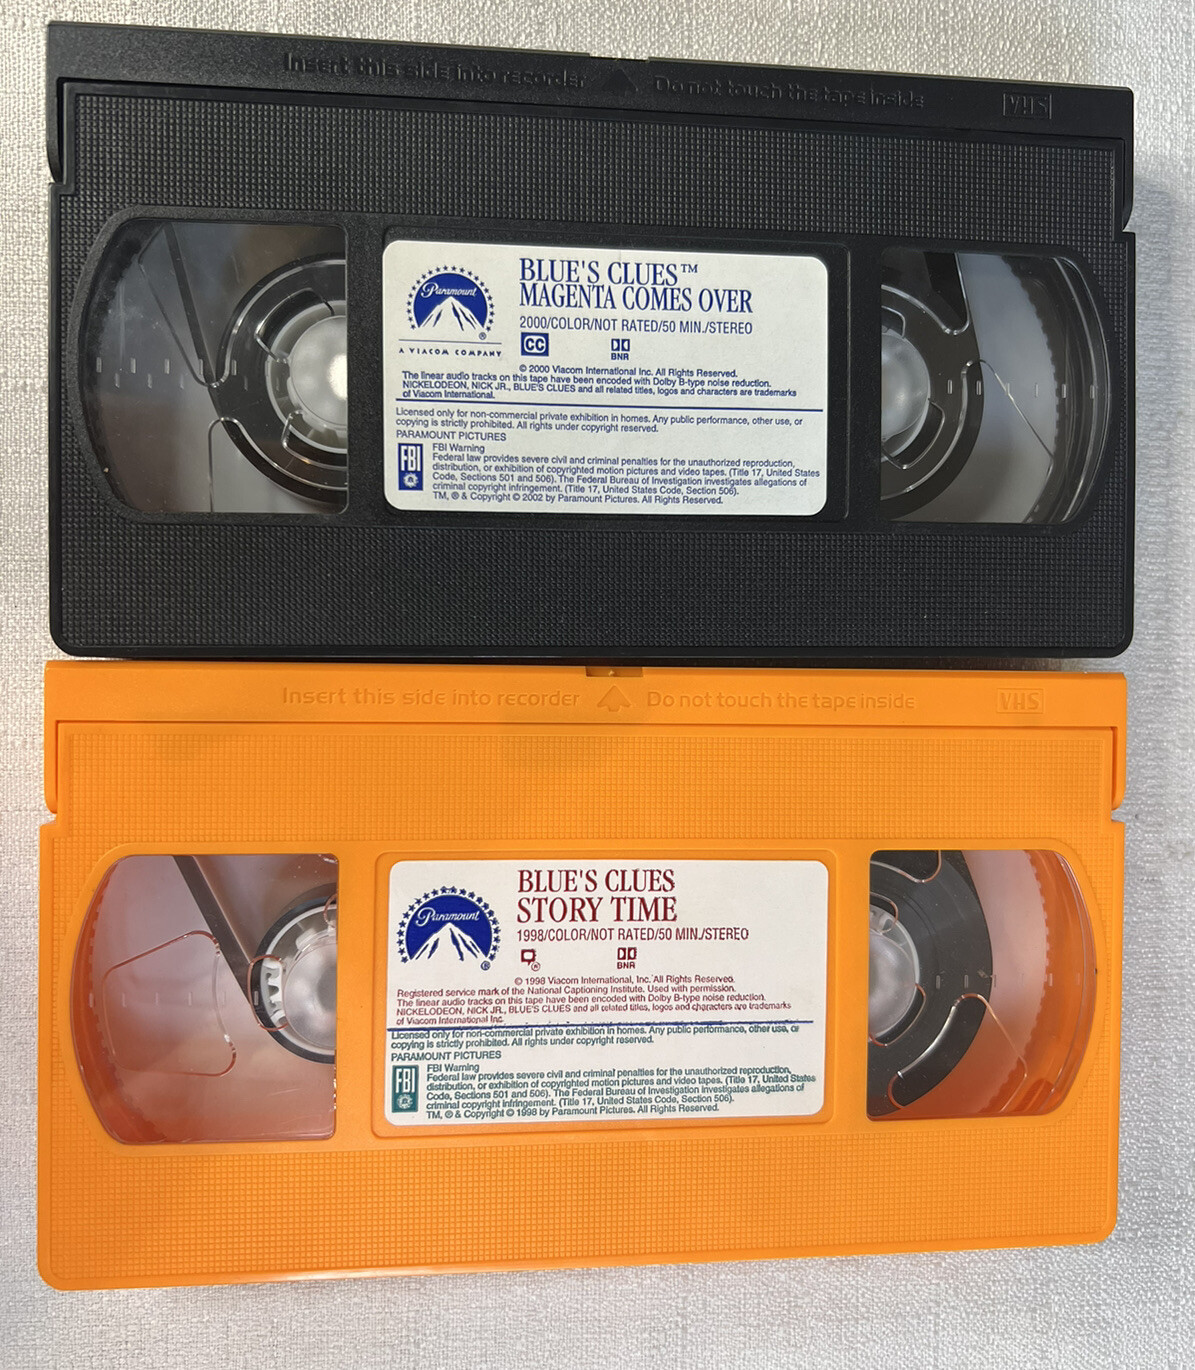 Insert this side into recorder Do not touch the tape inside VHS
Paramount
®
A VIACOM COMPANY
BLUE'S CLUES™
MAGENTA COMES OVER
2000/COLOR/NOT RATED/50 MIN./STEREO
CC
BNR
© 2000 Viacom International Inc. All Rights Reserved.
The linear audio tracks on this tape have been encoded with Dolby B-type noise reduction.
NICKELODEON, NICK JR., BLUE'S CLUES and all related titles, logos and characters are trademarks
of Viacom International.
Licensed only for non-commercial private exhibition in homes. Any public performance, other use, or
copying is strictly prohibited. All rights under copyright reserved.
PARAMOUNT PICTURES
FBI
FBI Warning
Federal law provides severe civil and criminal penalties for the unauthorized reproduction,
distribution, or exhibition of copyrighted motion pictures and video tapes. (Title 17, United States
Code, Sections 501 and 506). The Federal Bureau of Investigation investigates allegations of
criminal copyright infringement. (Title 17, United States Code, Section 506).
TM, ® & Copyright © 2002 by Paramount Pictures. All Rights Reserved.
Insert this side into recorder Do not touch the tape inside VHS
Paramount
®
BLUE'S CLUES
STORY TIME
1998/COLOR/NOT RATED/50 MIN./STEREO
®
BNR
© 1998 Viacom International, Inc. All Rights Reserved.
Registered service mark of the National Captioning Institute. Used with permission.
The linear audio tracks on this tape have been encoded with Dolby B-type noise reduction.
NICKELODEON, NICK JR., BLUE'S CLUES and all related titles, logos and characters are trademarks
of Viacom International Inc.
Licensed only for non-commercial private exhibition in homes. Any public performance, other use, or
copying is strictly prohibited. All rights under copyright reserved.
PARAMOUNT PICTURES
FBI
FBI Warning
Federal law provides severe civil and criminal penalties for the unauthorized reproduction,
distribution, or exhibition of copyrighted motion pictures and video tapes. (Title 17, United States
Code, Sections 501 and 506). The Federal Bureau of Investigation investigates allegations of
criminal copyright infringement. (Title 17, United States Code, Section 506).
TM, ® & Copyright © 1998 by Paramount Pictures. All Rights Reserved.